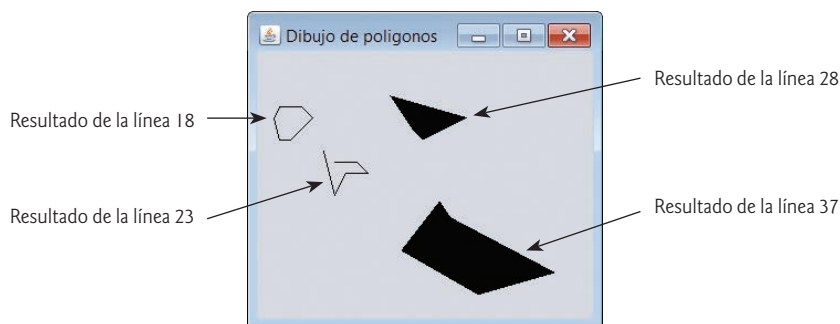 Dibujo de poligonos
Resultado de la línea 28
Resultado de la línea 18
Resultado de la línea 23
Resultado de la línea 37